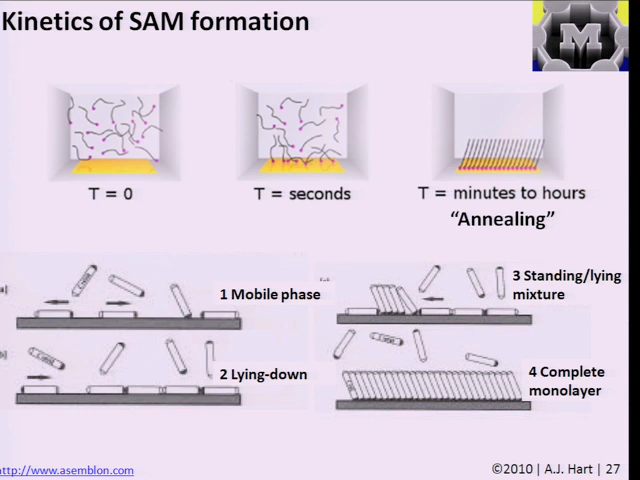 Kinetics of SAM formation
M
T = 0
T = seconds
T = minutes to hours
“Annealing”
1 Mobile phase
3 Standing/lying
mixture
2 Lying-down
4 Complete
monolayer
http://www.asemblon.com
©2010 | A.J. Hart | 27